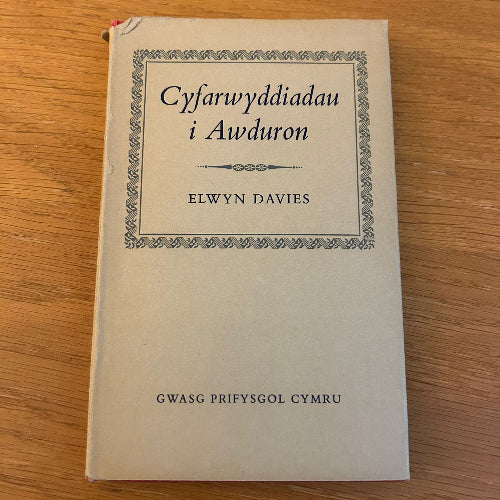 Cyfarwyddiadau
i Awduron
ELWYN DAVIES
GWASG PRIFYSGOL CYMRU